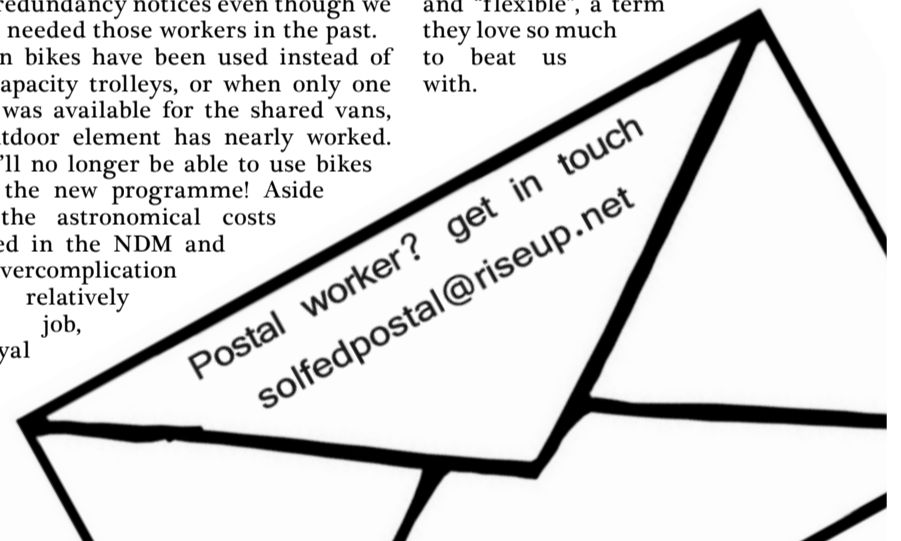 redundancy notices even though we
needed those workers in the past.
n bikes have been used instead of
apacity trolleys, or when only one
was available for the shared vans,
tdoor element has nearly worked.
'll no longer be able to use bikes
the new programme! Aside
the astronomical costs
ed in the NDM and
vercomplication
relatively
job,
yal
and "flexible", a term
they love so much
to beat us
with.
Postal worker? get in touch
solfedpostal@riseup.net